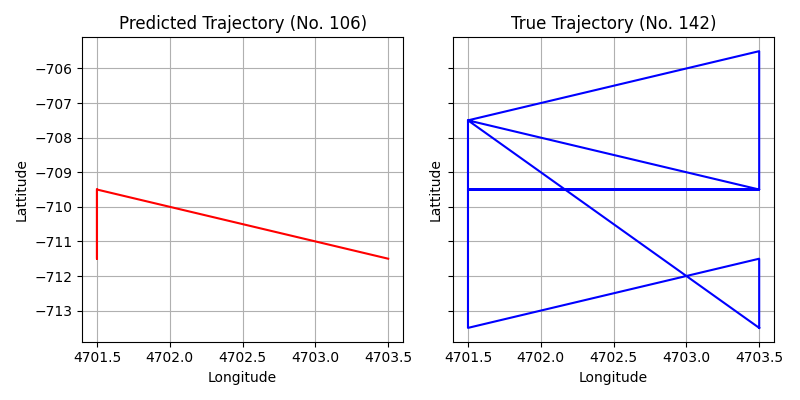 Predicted Trajectory (No. 106)
True Trajectory (No. 142)
−706
−707
−708
−709
−710
−711
−712
−713
Lattitude
Lattitude
4701.5 4702.0 4702.5 4703.0 4703.5
4701.5 4702.0 4702.5 4703.0 4703.5
Longitude
Longitude